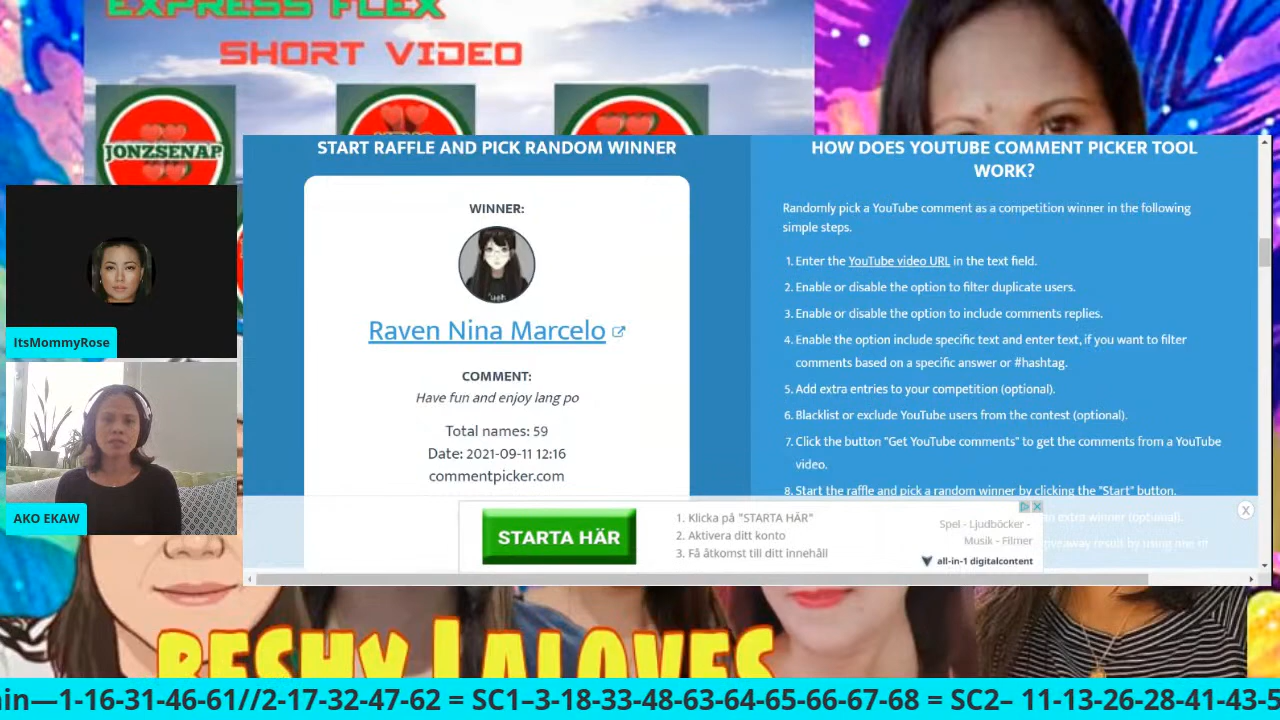 EXPRESS FLEX
SHORT VIDEO
JONZSENAP
START RAFFLE AND PICK RANDOM WINNER
WINNER:
Raven Nina Marcelo
COMMENT:
Have fun and enjoy lang po
Total names: 59
Date: 2021-09-11 12:16
commentpicker.com
HOW DOES YOUTUBE COMMENT PICKER TOOL
WORK?
Randomly pick a YouTube comment as a competition winner in the following
simple steps.
1. Enter the YouTube video URL in the text field.
2. Enable or disable the option to filter duplicate users.
3. Enable or disable the option to include comments replies.
4. Enable the option include specific text and enter text, if you want to filter
comments based on a specific answer or #hashtag.
5. Add extra entries to your competition (optional).
6. Blacklist or exclude YouTube users from the contest (optional).
7. Click the button "Get YouTube comments" to get the comments from a YouTube
video.
8. Start the raffle and pick a random winner by clicking the "Start" button.
an extra winner (optional).
giveaway result by using one of
STARTA HÄR
1. Klicka på "STARTA HÄR"
2. Aktivera ditt konto
3. Få åtkomst till ditt innehåll
Spel - Ljudböcker -
Musik - Filmer
all-in-1 digitalcontent
ItsMommyRose
AKO EKAW
BESHY LALOVES
in—1-16-31-46-61//2-17-32-47-62 = SC1–3-18-33-48-63-64-65-66-67-68 = SC2– 11-13-26-28-41-43-5